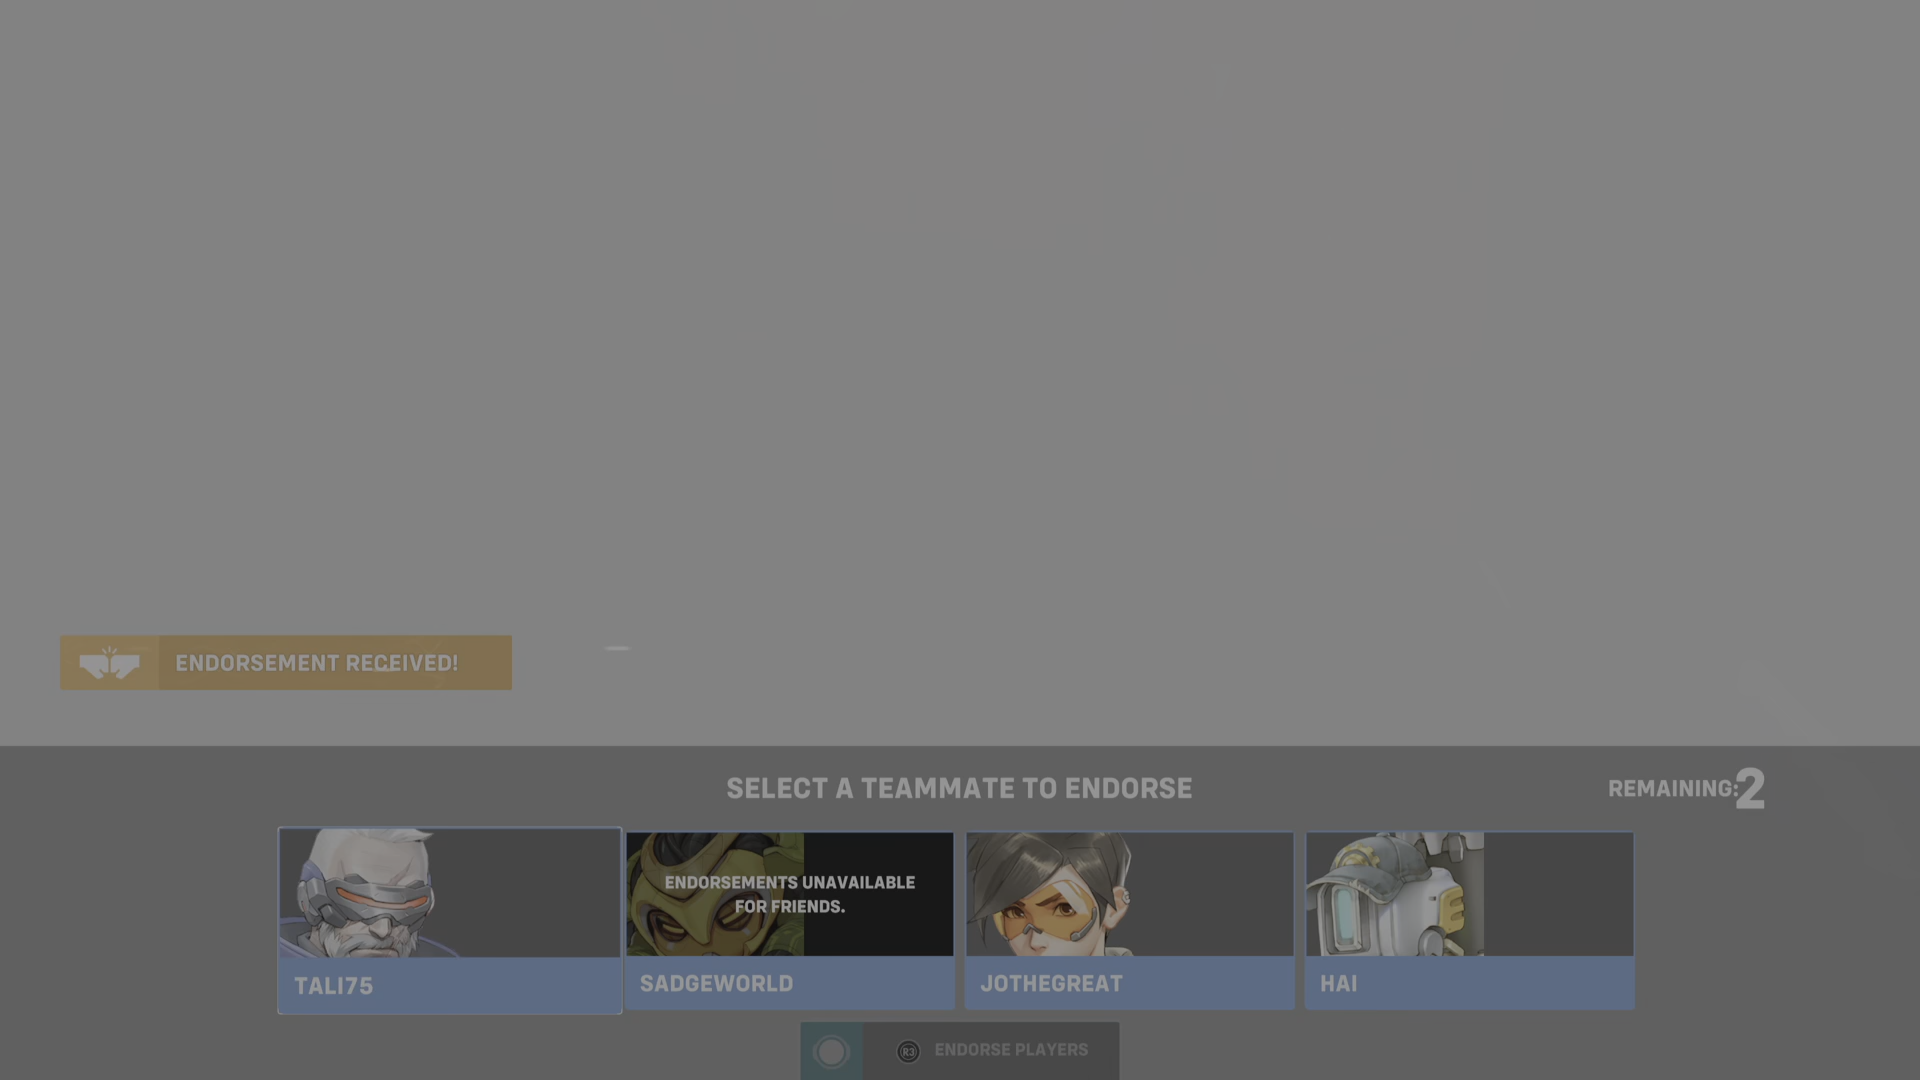 ENDORSEMENT RECEIVED!
SELECT A TEAMMATE TO ENDORSE
REMAINING:2
ENDORSEMENTS UNAVAILABLE
FOR FRIENDS.
TALI75
SADGEWORLD
JOTHEGREAT
HAI
R3 ENDORSE PLAYERS